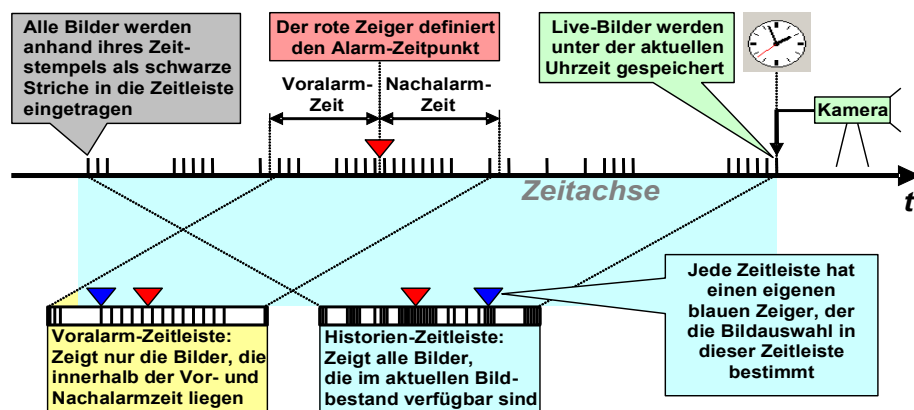 Alle Bilder werden
anhand ihres Zeit-
stempels als schwarze
Striche in die Zeitleiste
eingetragen
Der rote Zeiger definiert
den Alarm-Zeitpunkt
Voralarm-
Zeit
Nachalarm-
Zeit
Live-Bilder werden
unter der aktuellen
Uhrzeit gespeichert
Kamera
Zeitachse
t
Voralarm-Zeitleiste:
Zeigt nur die Bilder, die
innerhalb der Vor- und
Nachalarmzeit liegen
Historien-Zeitleiste:
Zeigt alle Bilder,
die im aktuellen Bild-
bestand verfügbar sind
Jede Zeitleiste hat
einen eigenen
blauen Zeiger, der
die Bildauswahl in
dieser Zeitleiste
bestimmt